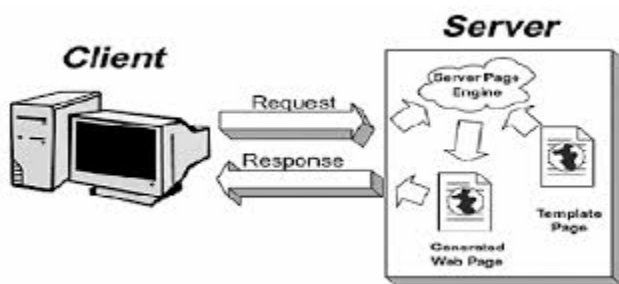 Client
Server
Server Page
Engine
Request
Response
Template
Page
Generated
Web Page